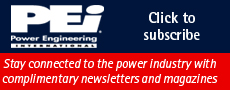 PEi
Power Engineering
INTERNATIONAL
Click to
subscribe
Stay connected to the power industry with
complimentary newsletters and magazines